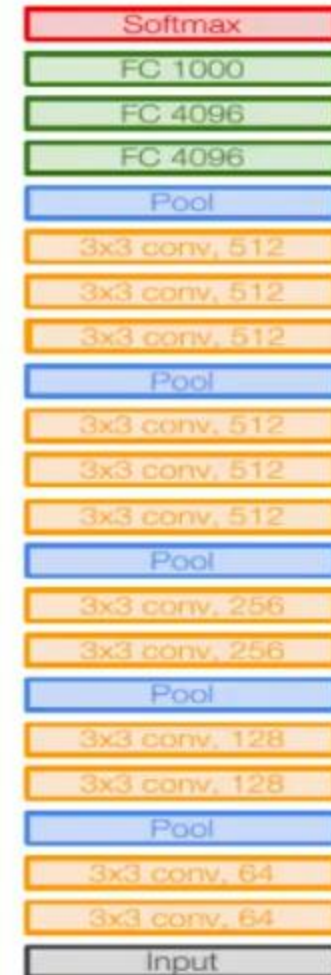 Softmax
FC 1000
FC 4096
FC 4096
Pool
3x3 conv, 512
3x3 conv, 512
3x3 conv, 512
Pool
3x3 conv, 512
3x3 conv, 512
3x3 conv, 512
Pool
3x3 conv, 256
3x3 conv, 256
Pool
3x3 conv, 128
3x3 conv, 128
Pool
3x3 conv, 64
3x3 conv, 64
Input